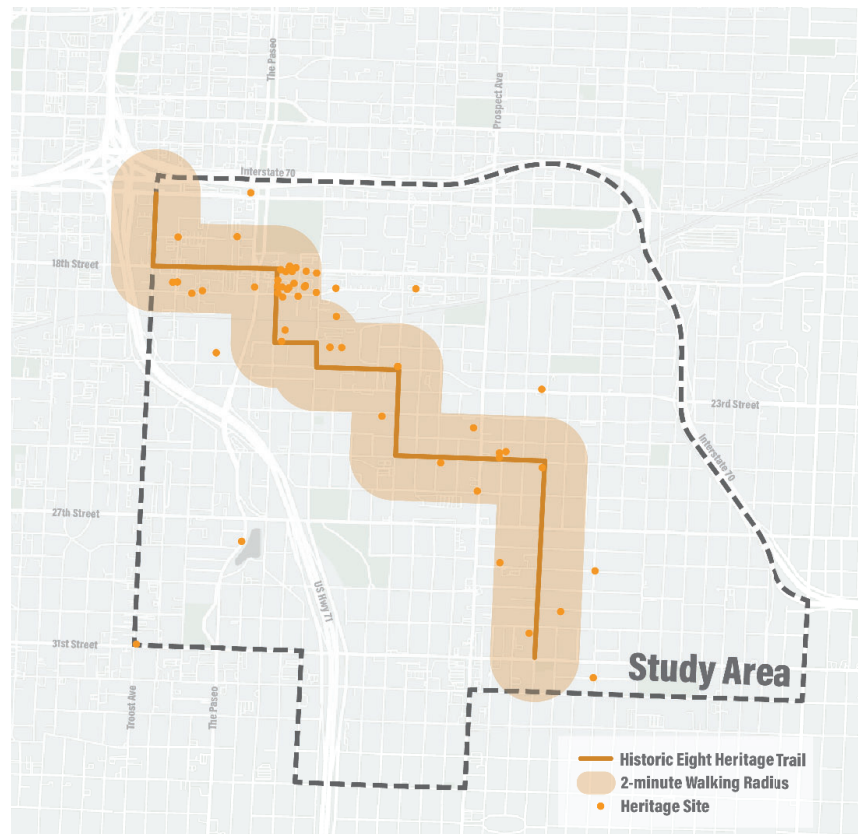 The Paseo
Prospect Ave
Interstate 70
18th Street
23rd Street
Interstate 70
27th Street
US Hwy 71
31st Street
Study Area
Troost Ave
The Paseo
Historic Eight Heritage Trail
2-minute Walking Radius
Heritage Site